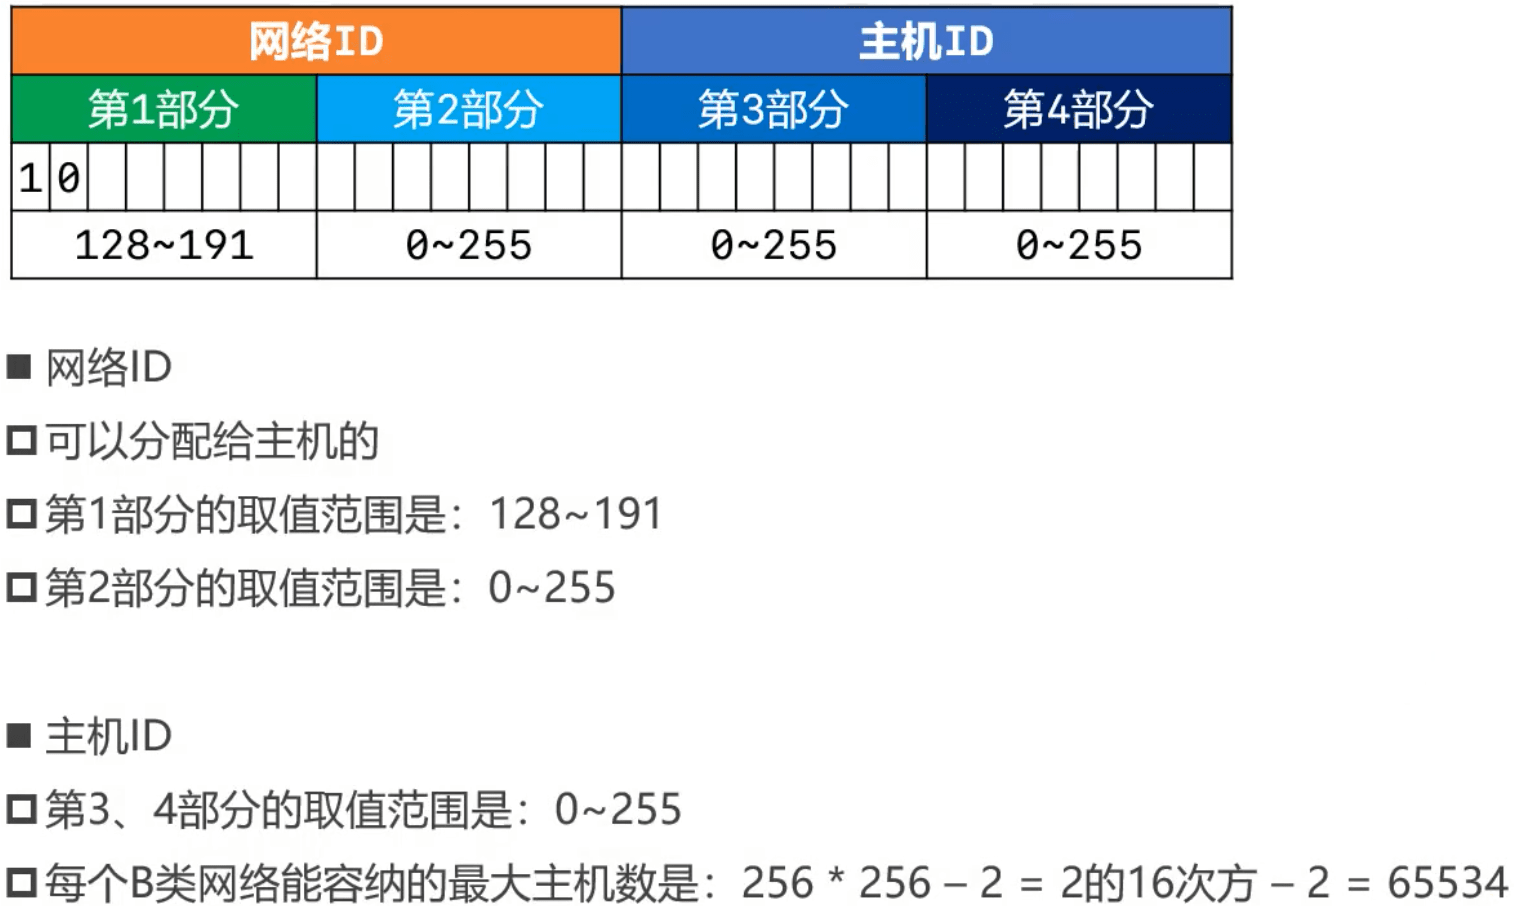 网络ID 主机ID
第1部分 第2部分 第3部分 第4部分
1 0
128~191 0~255 0~255 0~255
■ 网络ID
可以分配给主机的
第1部分的取值范围是：128~191
第2部分的取值范围是：0~255
■ 主机ID
第3、4部分的取值范围是：0~255
每个B类网络能容纳的最大主机数是：256 * 256 – 2 = 2的16次方 – 2 = 65534